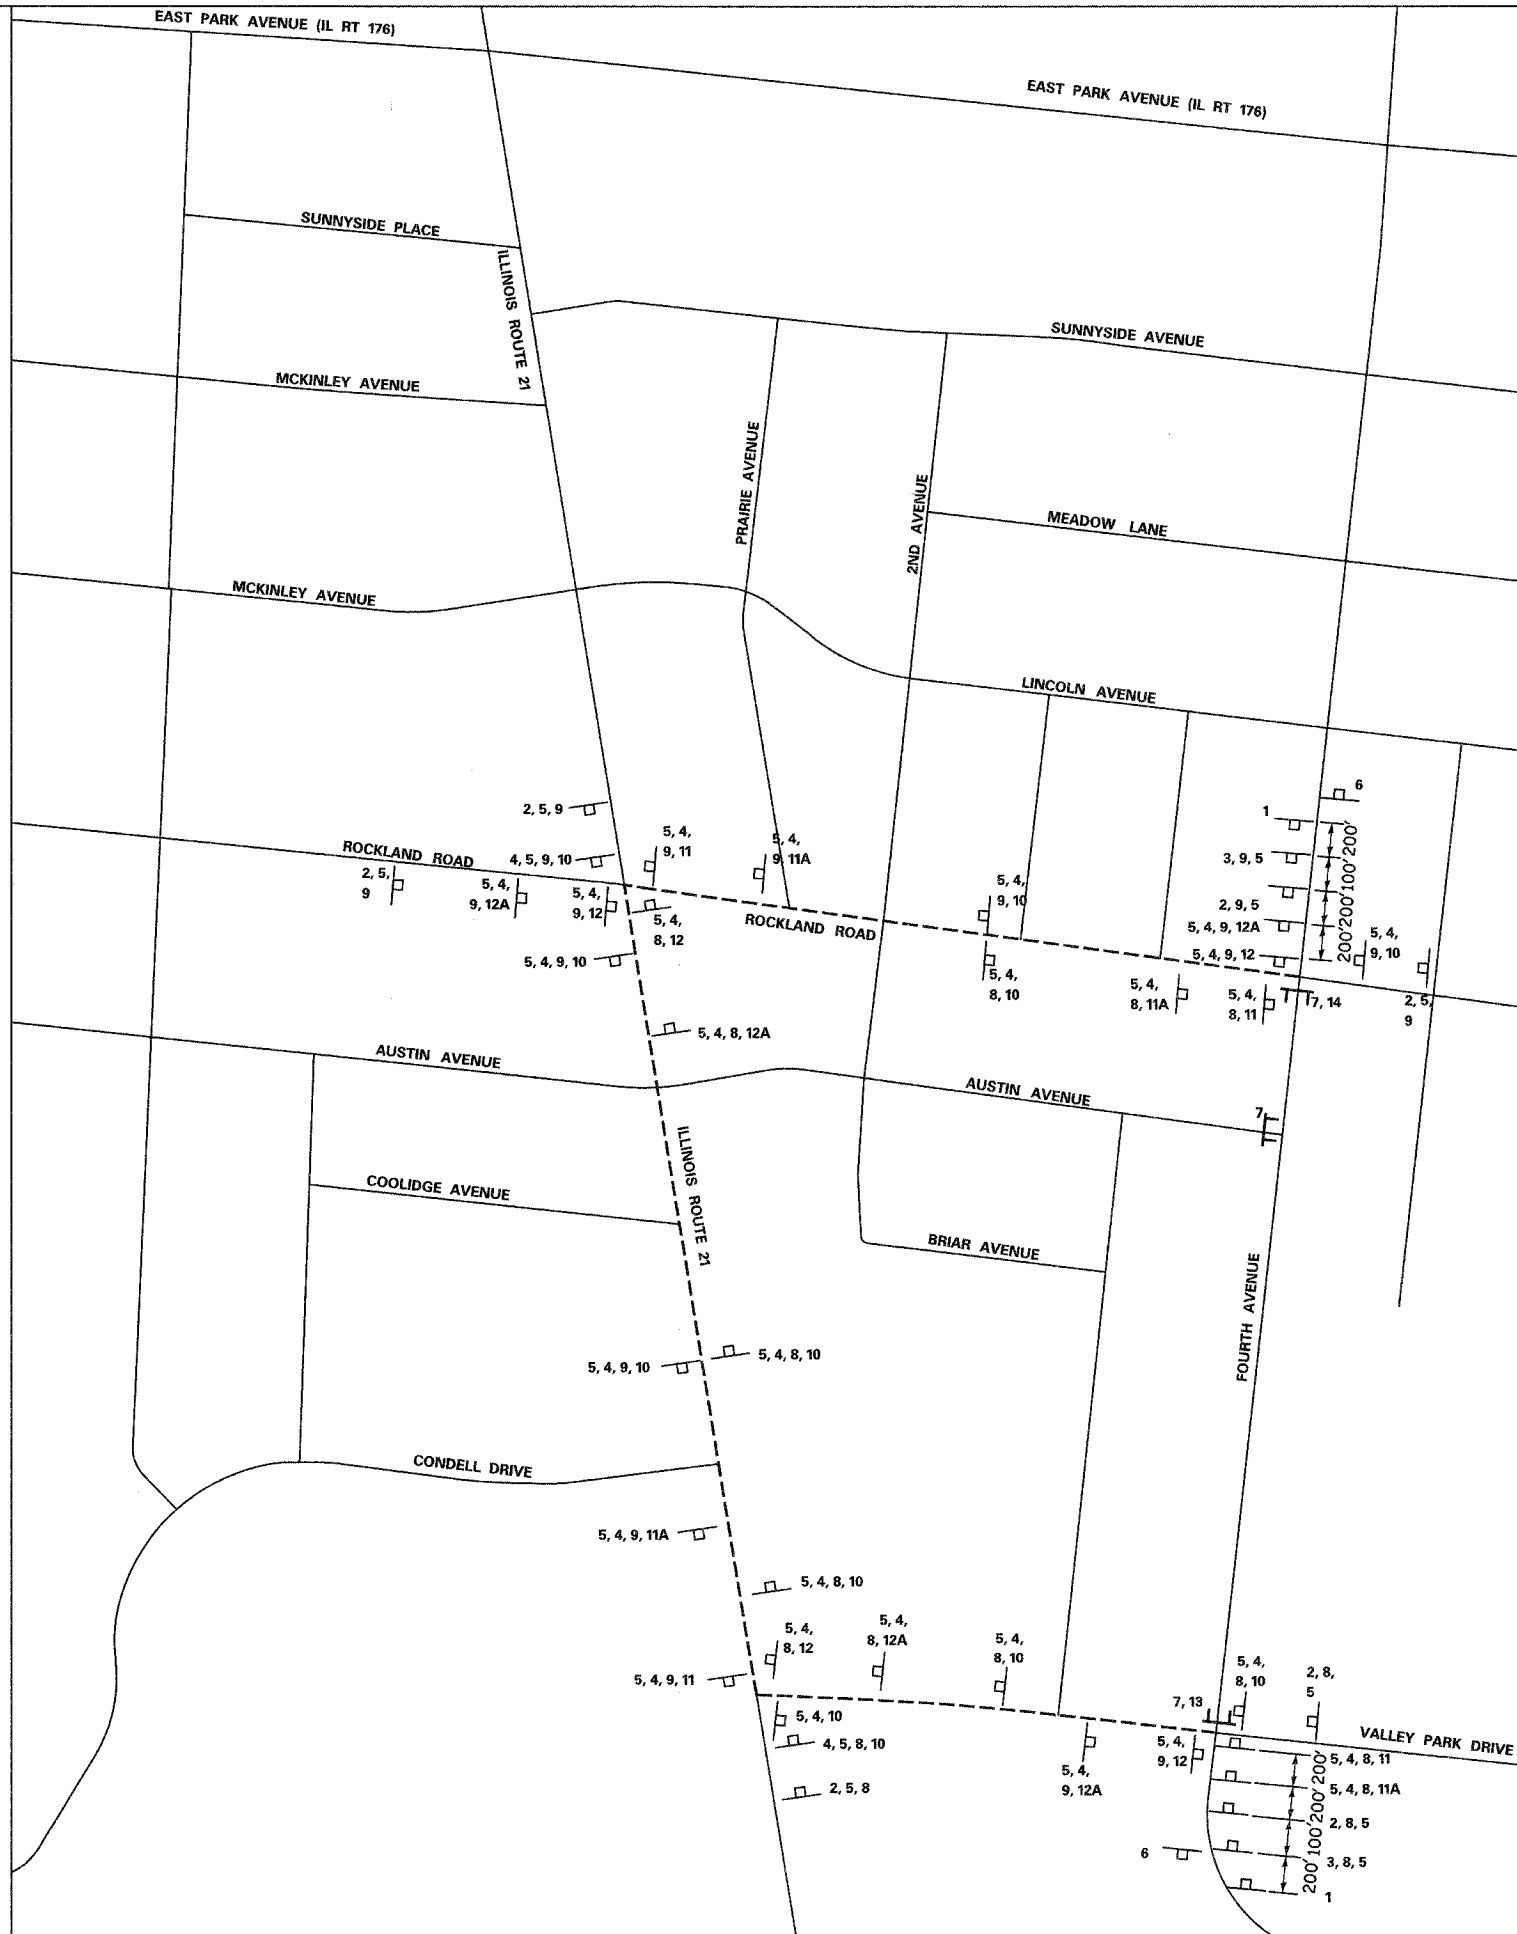 EAST PARK AVENUE (IL RT 176)
EAST PARK AVENUE (IL RT 176)
SUNNYSIDE PLACE
ILLINOIS ROUTE 21
SUNNYSIDE AVENUE
MCKINLEY AVENUE
PRAIRIE AVENUE
2ND AVENUE
MEADOW LANE
MCKINLEY AVENUE
LINCOLN AVENUE
6
1
2, 5, 9
200'
5, 4,
9, 11
5, 4,
9, 11A
ROCKLAND ROAD
4, 5, 9, 10
3, 9, 5
100'
2, 5,
9
5, 4,
9, 12A
5, 4,
9, 12
5, 4,
9, 10
2, 9, 5
200'
5, 4,
8, 12
ROCKLAND ROAD
5, 4, 9, 12A
200'
5, 4,
9, 10
5, 4, 9, 10
5, 4, 9, 12
5, 4,
8, 10
5, 4,
8, 11A
5, 4,
8, 11
7, 14
2, 5,
9
5, 4, 8, 12A
AUSTIN AVENUE
AUSTIN AVENUE
7
ILLINOIS ROUTE 21
COOLIDGE AVENUE
BRIAR AVENUE
FOURTH AVENUE
5, 4, 9, 10
5, 4, 8, 10
CONDELL DRIVE
5, 4, 9, 11A
5, 4, 8, 10
5, 4,
8, 12
5, 4,
8, 12A
5, 4,
8, 10
5, 4,
8, 10
2, 8,
5
5, 4, 9, 11
7, 13
5, 4, 10
4, 5, 8, 10
5, 4,
9, 12
VALLEY PARK DRIVE
5, 4, 8, 11
200'
5, 4,
9, 12A
2, 5, 8
5, 4, 8, 11A
200'
2, 8, 5
100'
6
3, 8, 5
200'
1